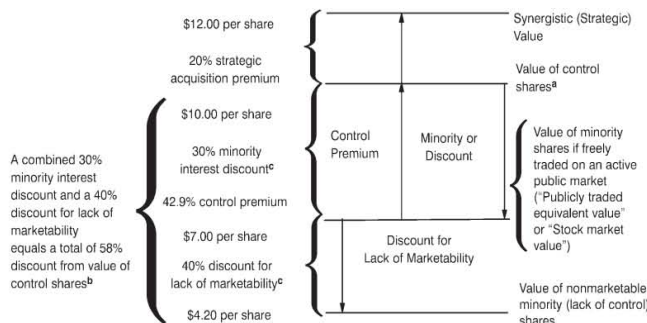 $12.00 per share
20% strategic
acquisition premium
$10.00 per share
30% minority
interest discountᶜ
42.9% control premium
$7.00 per share
40% discount for
lack of marketabilityᶜ
$4.20 per share
A combined 30%
minority interest
discount and a 40%
discount for lack of
marketability
equals a total of 58%
discount from value of
control sharesᵇ
Control
Premium
Minority or
Discount
Discount for
Lack of Marketability
Synergistic (Strategic)
Value
Value of control
sharesᵃ
Value of minority
shares if freely
traded on an active
public market
("Publicly traded
equivalent value"
or "Stock market
value")
Value of nonmarketable
minority (lack of control)
shares